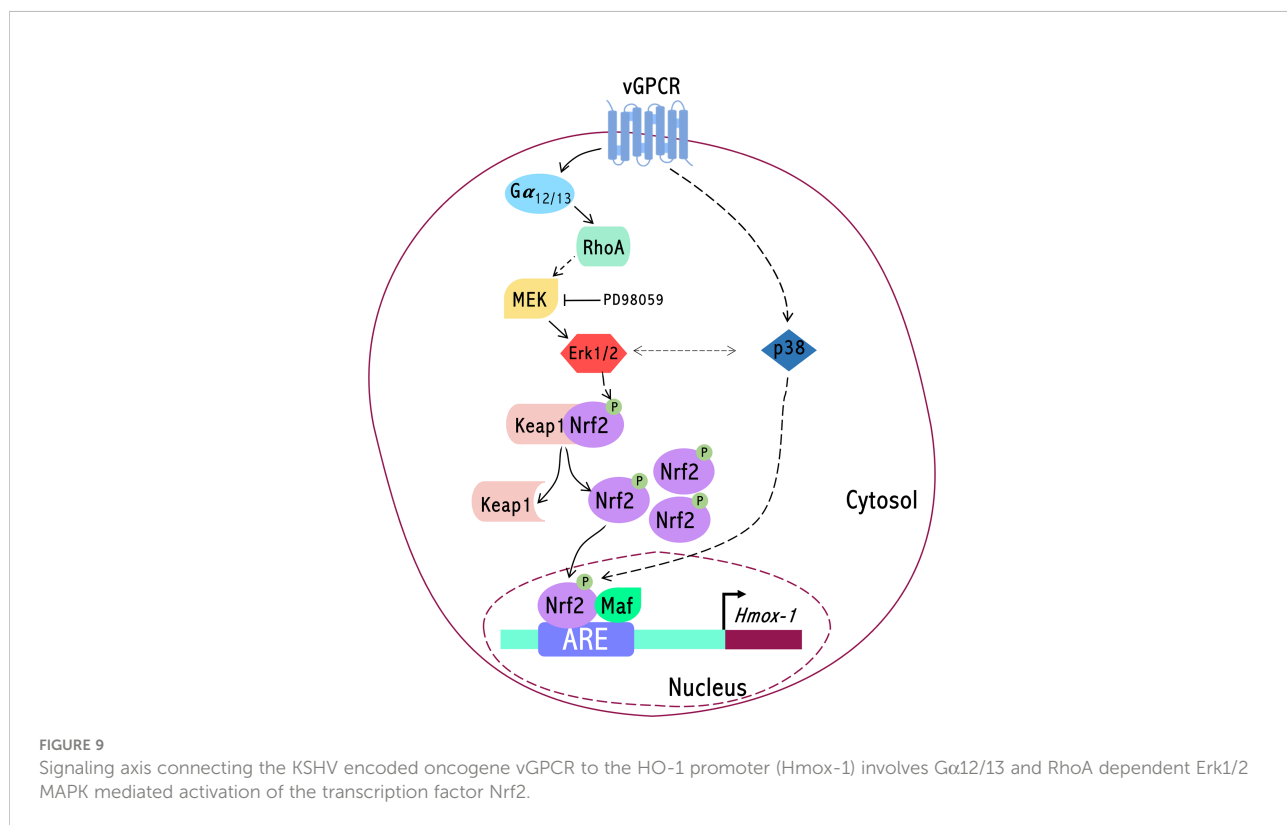 vGPCR
Gα12/13
RhoA
MEK
PD98059
Erk1/2
p38
P
Keap1
Nrf2
P
Nrf2
P
Nrf2
P
Nrf2
Keap1
Cytosol
P
Nrf2
Maf
Hmox-1
ARE
Nucleus
FIGURE 9
Signaling axis connecting the KSHV encoded oncogene vGPCR to the HO-1 promoter (Hmox-1) involves Gα12/13 and RhoA dependent Erk1/2
MAPK mediated activation of the transcription factor Nrf2.